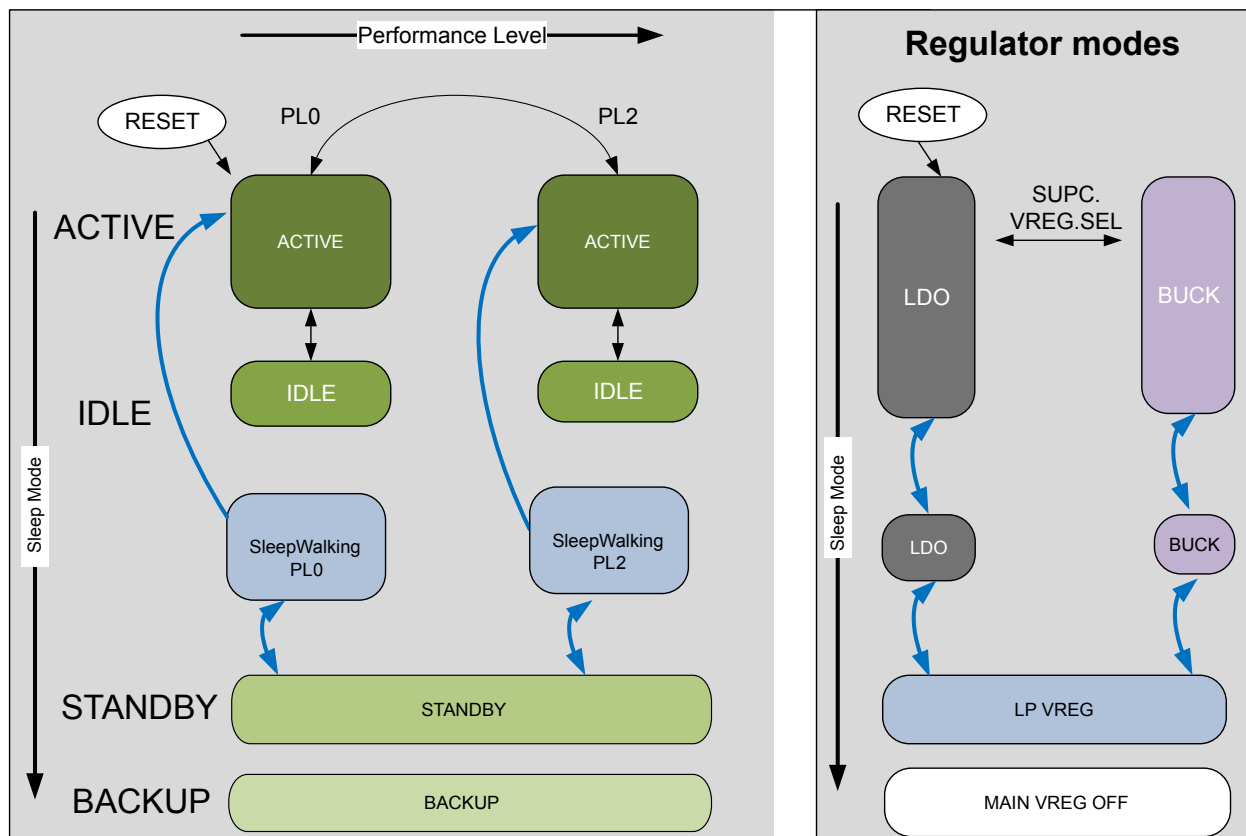 Performance Level
Regulator modes
RESET
PL0
PL2
RESET
ACTIVE
ACTIVE
ACTIVE
SUPC.
VREG.SEL
LDO
BUCK
IDLE
IDLE
IDLE
Sleep Mode
Sleep Mode
SleepWalking
PL0
SleepWalking
PL2
LDO
BUCK
STANDBY
STANDBY
LP VREG
BACKUP
BACKUP
MAIN VREG OFF